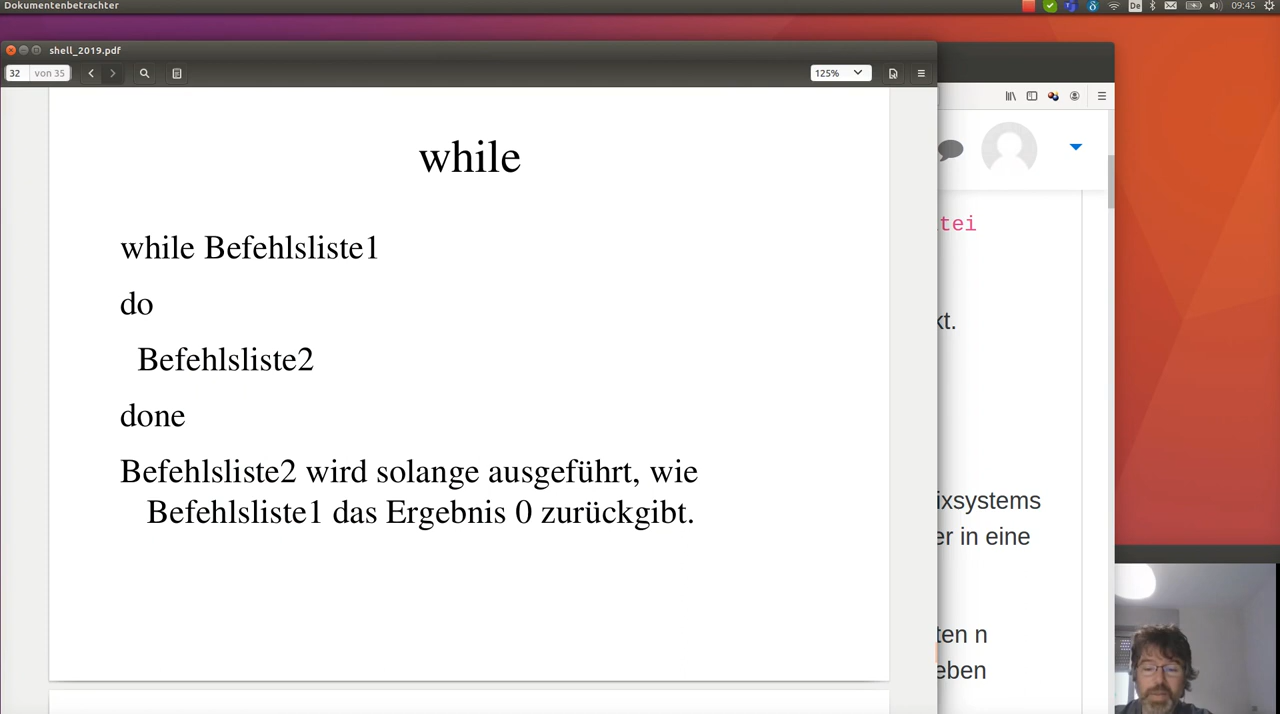 Dokumentenbetrachter
De
09:45
shell_2019.pdf
32 von 35
125%
while
while Befehlsliste1
do
Befehlsliste2
done
Befehlsliste2 wird solange ausgeführt, wie
Befehlsliste1 das Ergebnis 0 zurückgibt.
tei
kt.
ixsystems
er in eine
ten n
eben